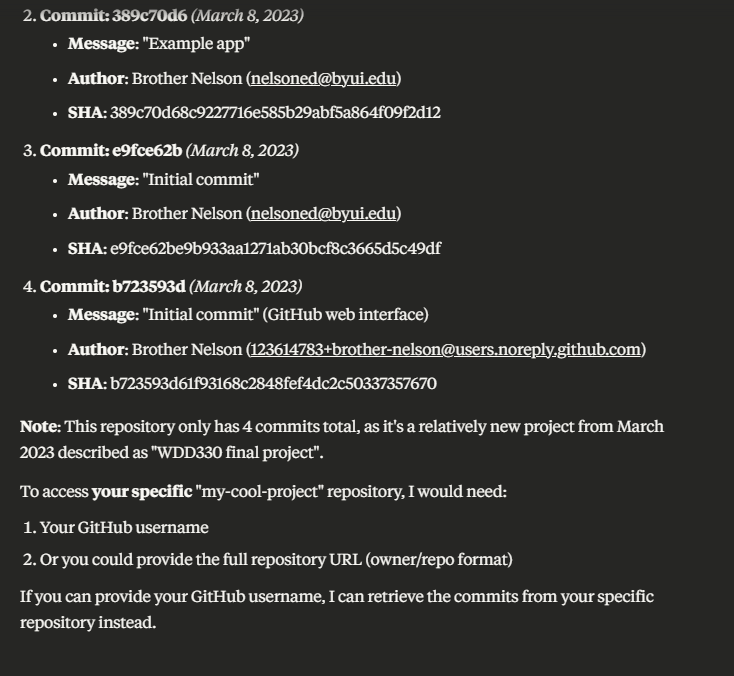 2. Commit: 389c70d6 (March 8, 2023)
• Message: "Example app"
• Author: Brother Nelson (nelsoned@byui.edu)
• SHA: 389c70d68c9227716e585b29abf5a864f09f2d12
3. Commit: e9fce62b (March 8, 2023)
• Message: "Initial commit"
• Author: Brother Nelson (nelsoned@byui.edu)
• SHA: e9fce62be9b933aa1271ab30bcf8c3665d5c49df
4. Commit: b723593d (March 8, 2023)
• Message: "Initial commit" (GitHub web interface)
• Author: Brother Nelson (123614783+brother-nelson@users.noreply.github.com)
• SHA: b723593d61f93168c2848fef4dc2c50337357670
Note: This repository only has 4 commits total, as it's a relatively new project from March
2023 described as "WDD330 final project".
To access your specific "my-cool-project" repository, I would need:
1. Your GitHub username
2. Or you could provide the full repository URL (owner/repo format)
If you can provide your GitHub username, I can retrieve the commits from your specific
repository instead.